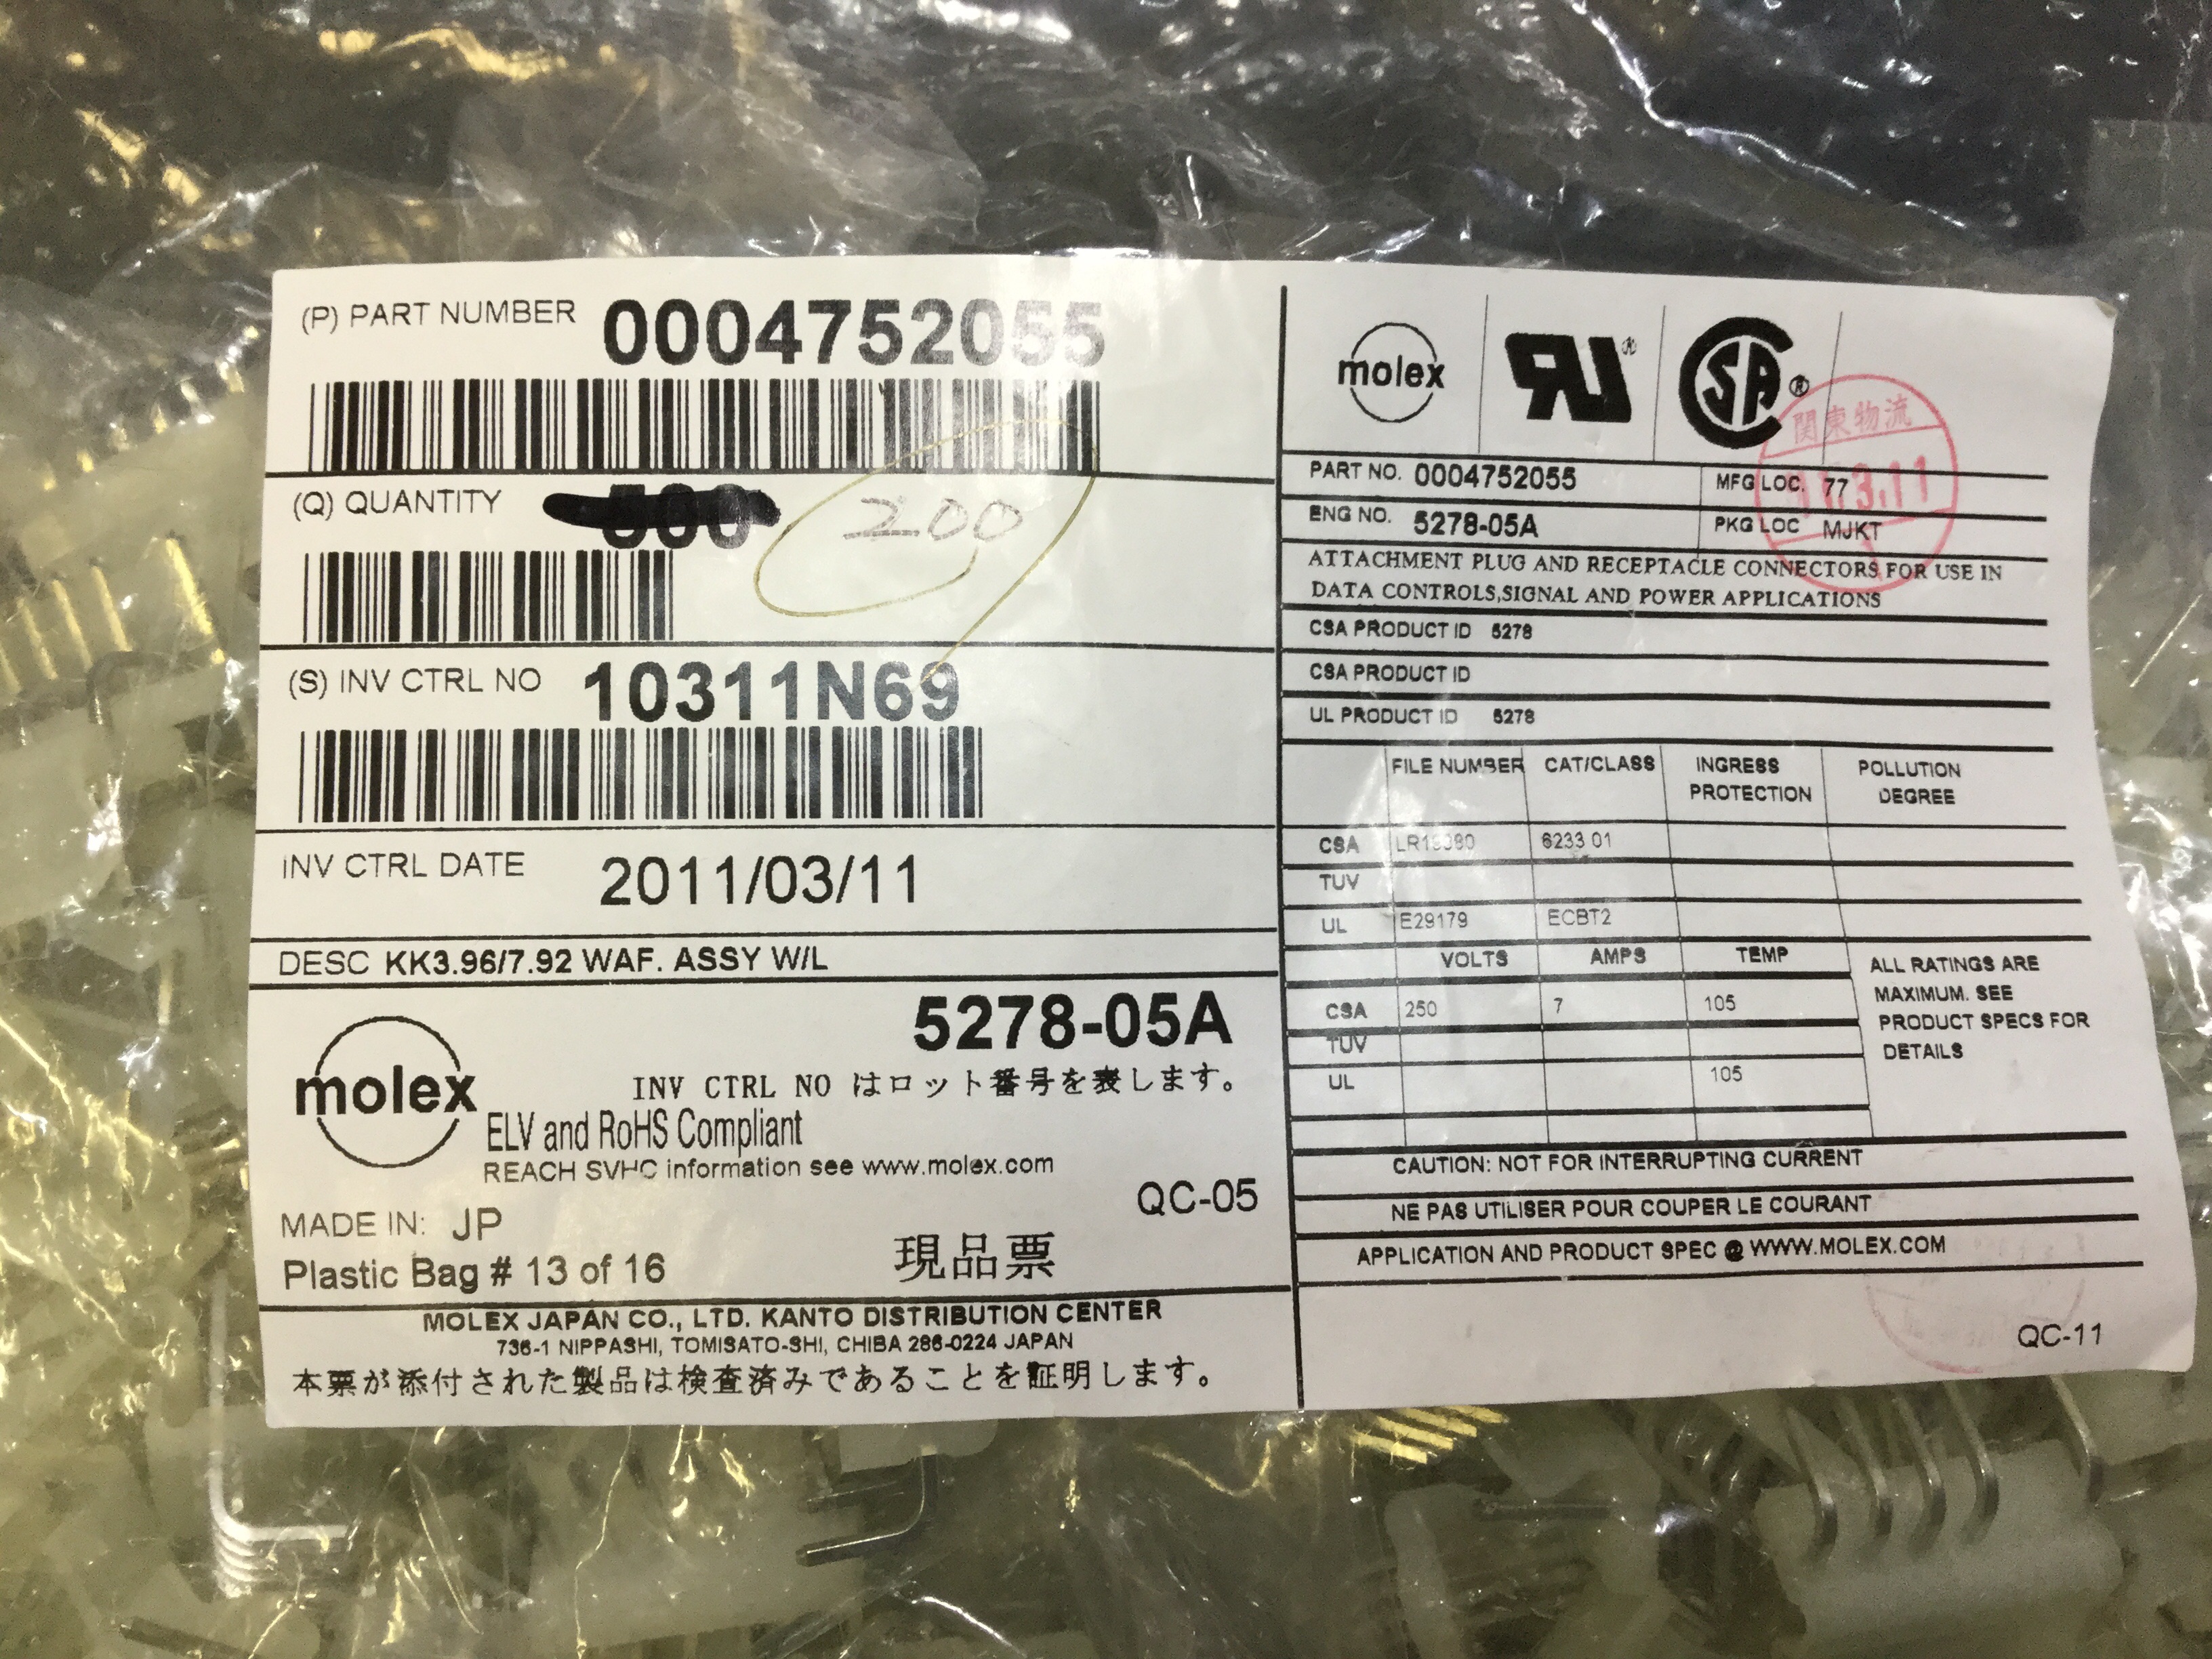 (P) PART NUMBER 0004752055
(Q) QUANTITY 200
(S) INV CTRL NO 10311N69
INV CTRL DATE 2011/03/11
DESC KK3.96/7.92 WAF. ASSY W/L
5278-05A
molex
INV CTRL NO はロット番号を表します。
ELV and RoHS Compliant
REACH SVHC information see www.molex.com
QC-05
MADE IN: JP
Plastic Bag # 13 of 16 現品票
MOLEX JAPAN CO., LTD. KANTO DISTRIBUTION CENTER
736-1 NIPPASHI, TOMISATO-SHI, CHIBA 286-0224 JAPAN
本票が添付された製品は検査済みであることを証明します。
molex RU® CSA®
関東物流
PART NO. 0004752055 MFG LOC. 77
ENG NO. 5278-05A PKG LOC MJKT
ATTACHMENT PLUG AND RECEPTACLE CONNECTORS FOR USE IN
DATA CONTROLS,SIGNAL AND POWER APPLICATIONS
CSA PRODUCT ID 5278
CSA PRODUCT ID
UL PRODUCT ID 5278
FILE NUMBER CAT/CLASS INGRESS PROTECTION POLLUTION DEGREE
CSA 6233 01
TUV
UL E29179 ECBT2
VOLTS AMPS TEMP
CSA 250 7 105
TUV
UL 105
ALL RATINGS ARE
MAXIMUM. SEE
PRODUCT SPECS FOR
DETAILS
CAUTION: NOT FOR INTERRUPTING CURRENT
NE PAS UTILISER POUR COUPER LE COURANT
APPLICATION AND PRODUCT SPEC @ WWW.MOLEX.COM
QC-11